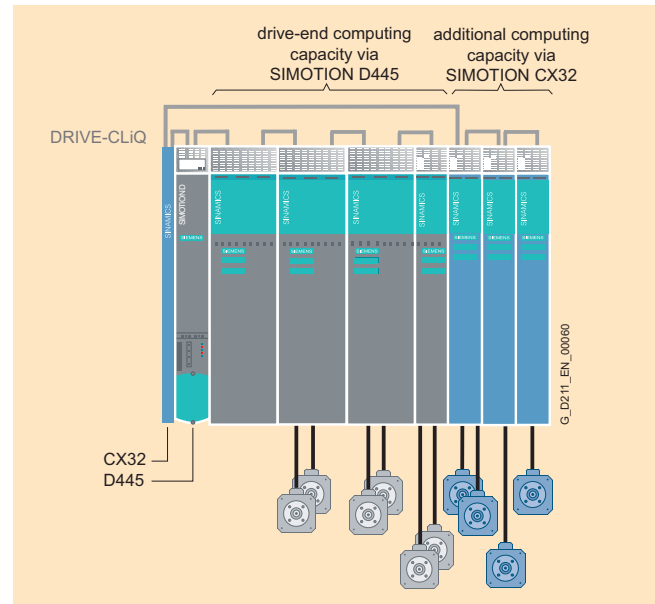 drive-end computing
capacity via
SIMOTION D445
additional computing
capacity via
SIMOTION CX32
DRIVE-CLiQ
SINAMICS
SIMOTION D
SINAMICS
SINAMICS
SINAMICS
SINAMICS
SINAMICS
SINAMICS
SINAMICS
SIEMENS
SIEMENS
SIEMENS
SIEMENS
SIEMENS
SIEMENS
SIEMENS
SIEMENS
G_D211_EN_00060
CX32
D445